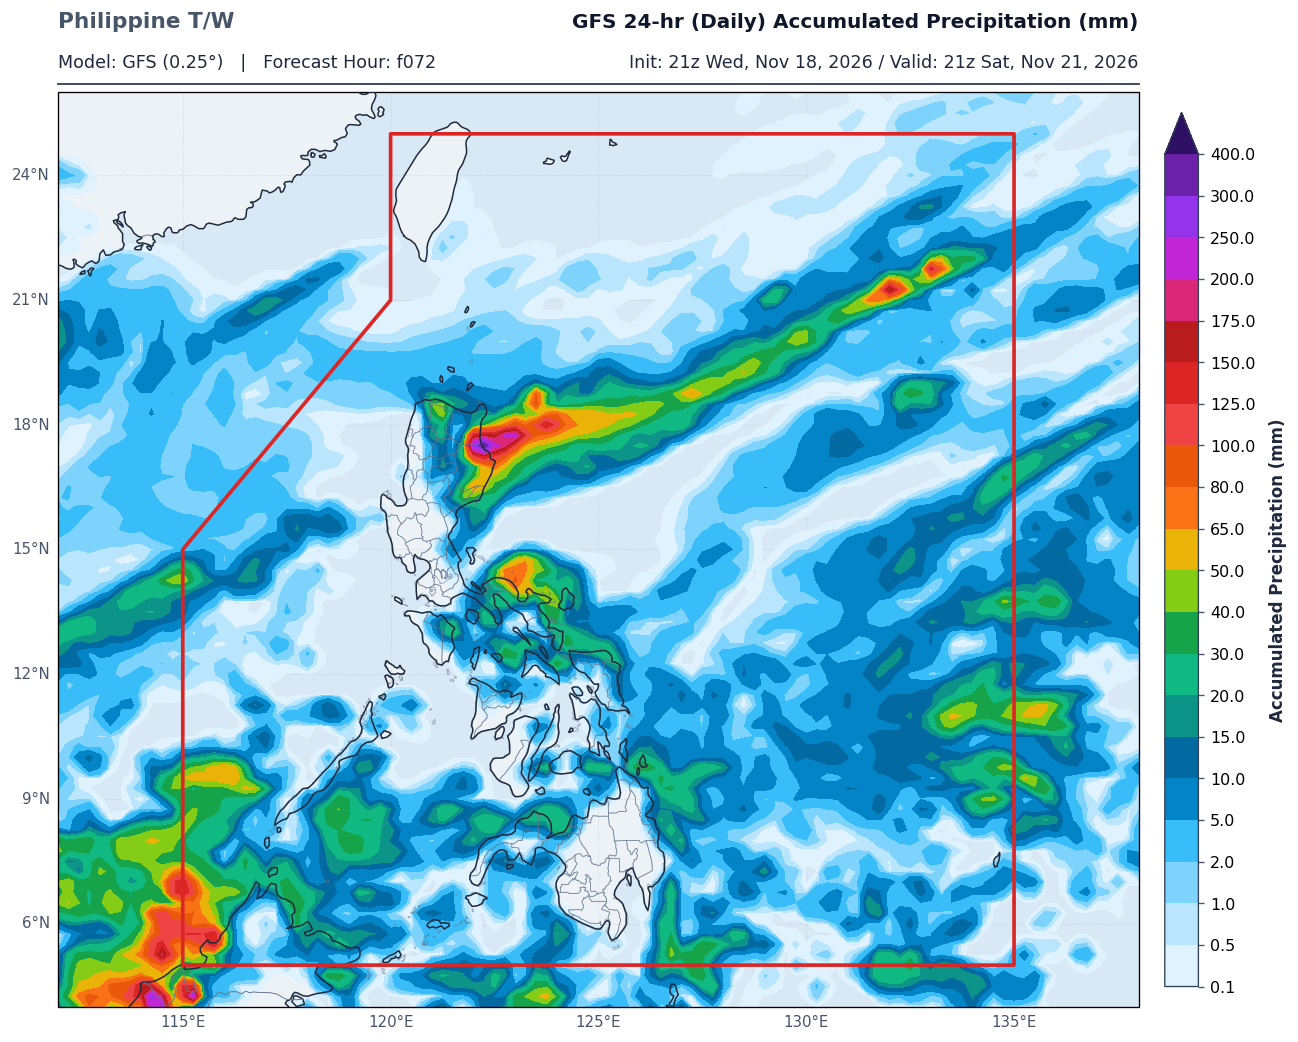 Philippine T/W
GFS 24-hr (Daily) Accumulated Precipitation (mm)
Model: GFS (0.25°)   |   Forecast Hour: f072
Init: 21z Wed, Nov 18, 2026 / Valid: 21z Sat, Nov 21, 2026
24°N
21°N
18°N
15°N
12°N
9°N
6°N
115°E
120°E
125°E
130°E
135°E
400.0
300.0
250.0
200.0
175.0
150.0
125.0
100.0
80.0
65.0
50.0
40.0
30.0
20.0
15.0
10.0
5.0
2.0
1.0
0.5
0.1
Accumulated Precipitation (mm)